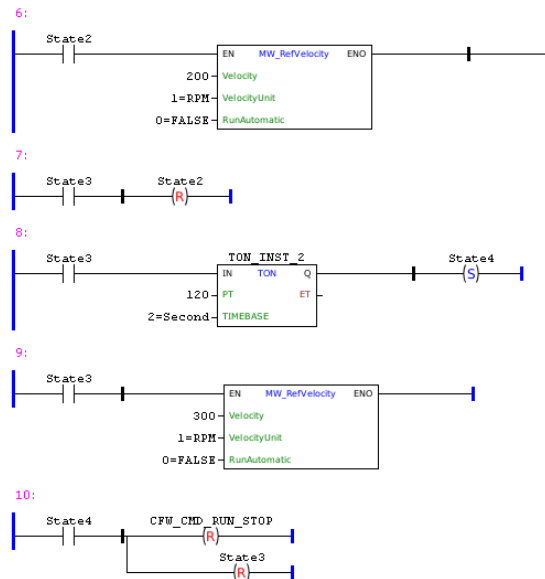 6:
State2
EN MW_RefVelocity ENO
200 Velocity
1=RPM VelocityUnit
0=FALSE RunAutomatic
7:
State3 State2
R
8:
State3 TON_INST_2 State4
IN TON Q S
120 PT ET
2=Second TIMEBASE
9:
State3
EN MW_RefVelocity ENO
300 Velocity
1=RPM VelocityUnit
0=FALSE RunAutomatic
10:
State4 CFW_CMD_RUN_STOP
R
State3
R